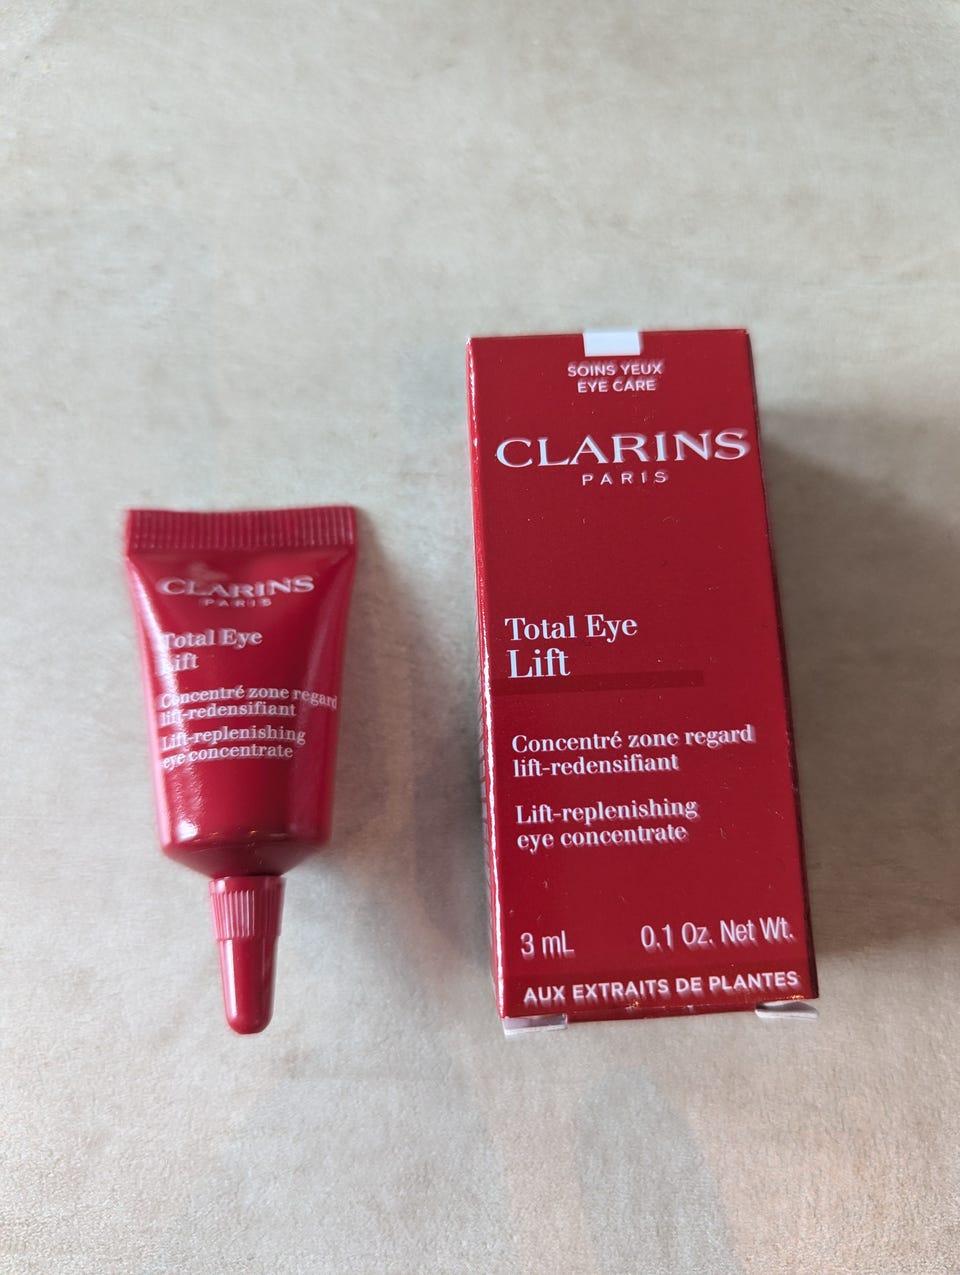 CLARINS
PARIS
Total Eye
Lift
Concentré zone regard
lift-redensifiant
Lift-replenishing
eye concentrate
SOINS YEUX
EYE CARE
CLARINS
PARIS
Total Eye
Lift
Concentré zone regard
lift-redensifiant
Lift-replenishing
eye concentrate
3 mL 0.1 Oz. Net Wt.
AUX EXTRAITS DE PLANTES